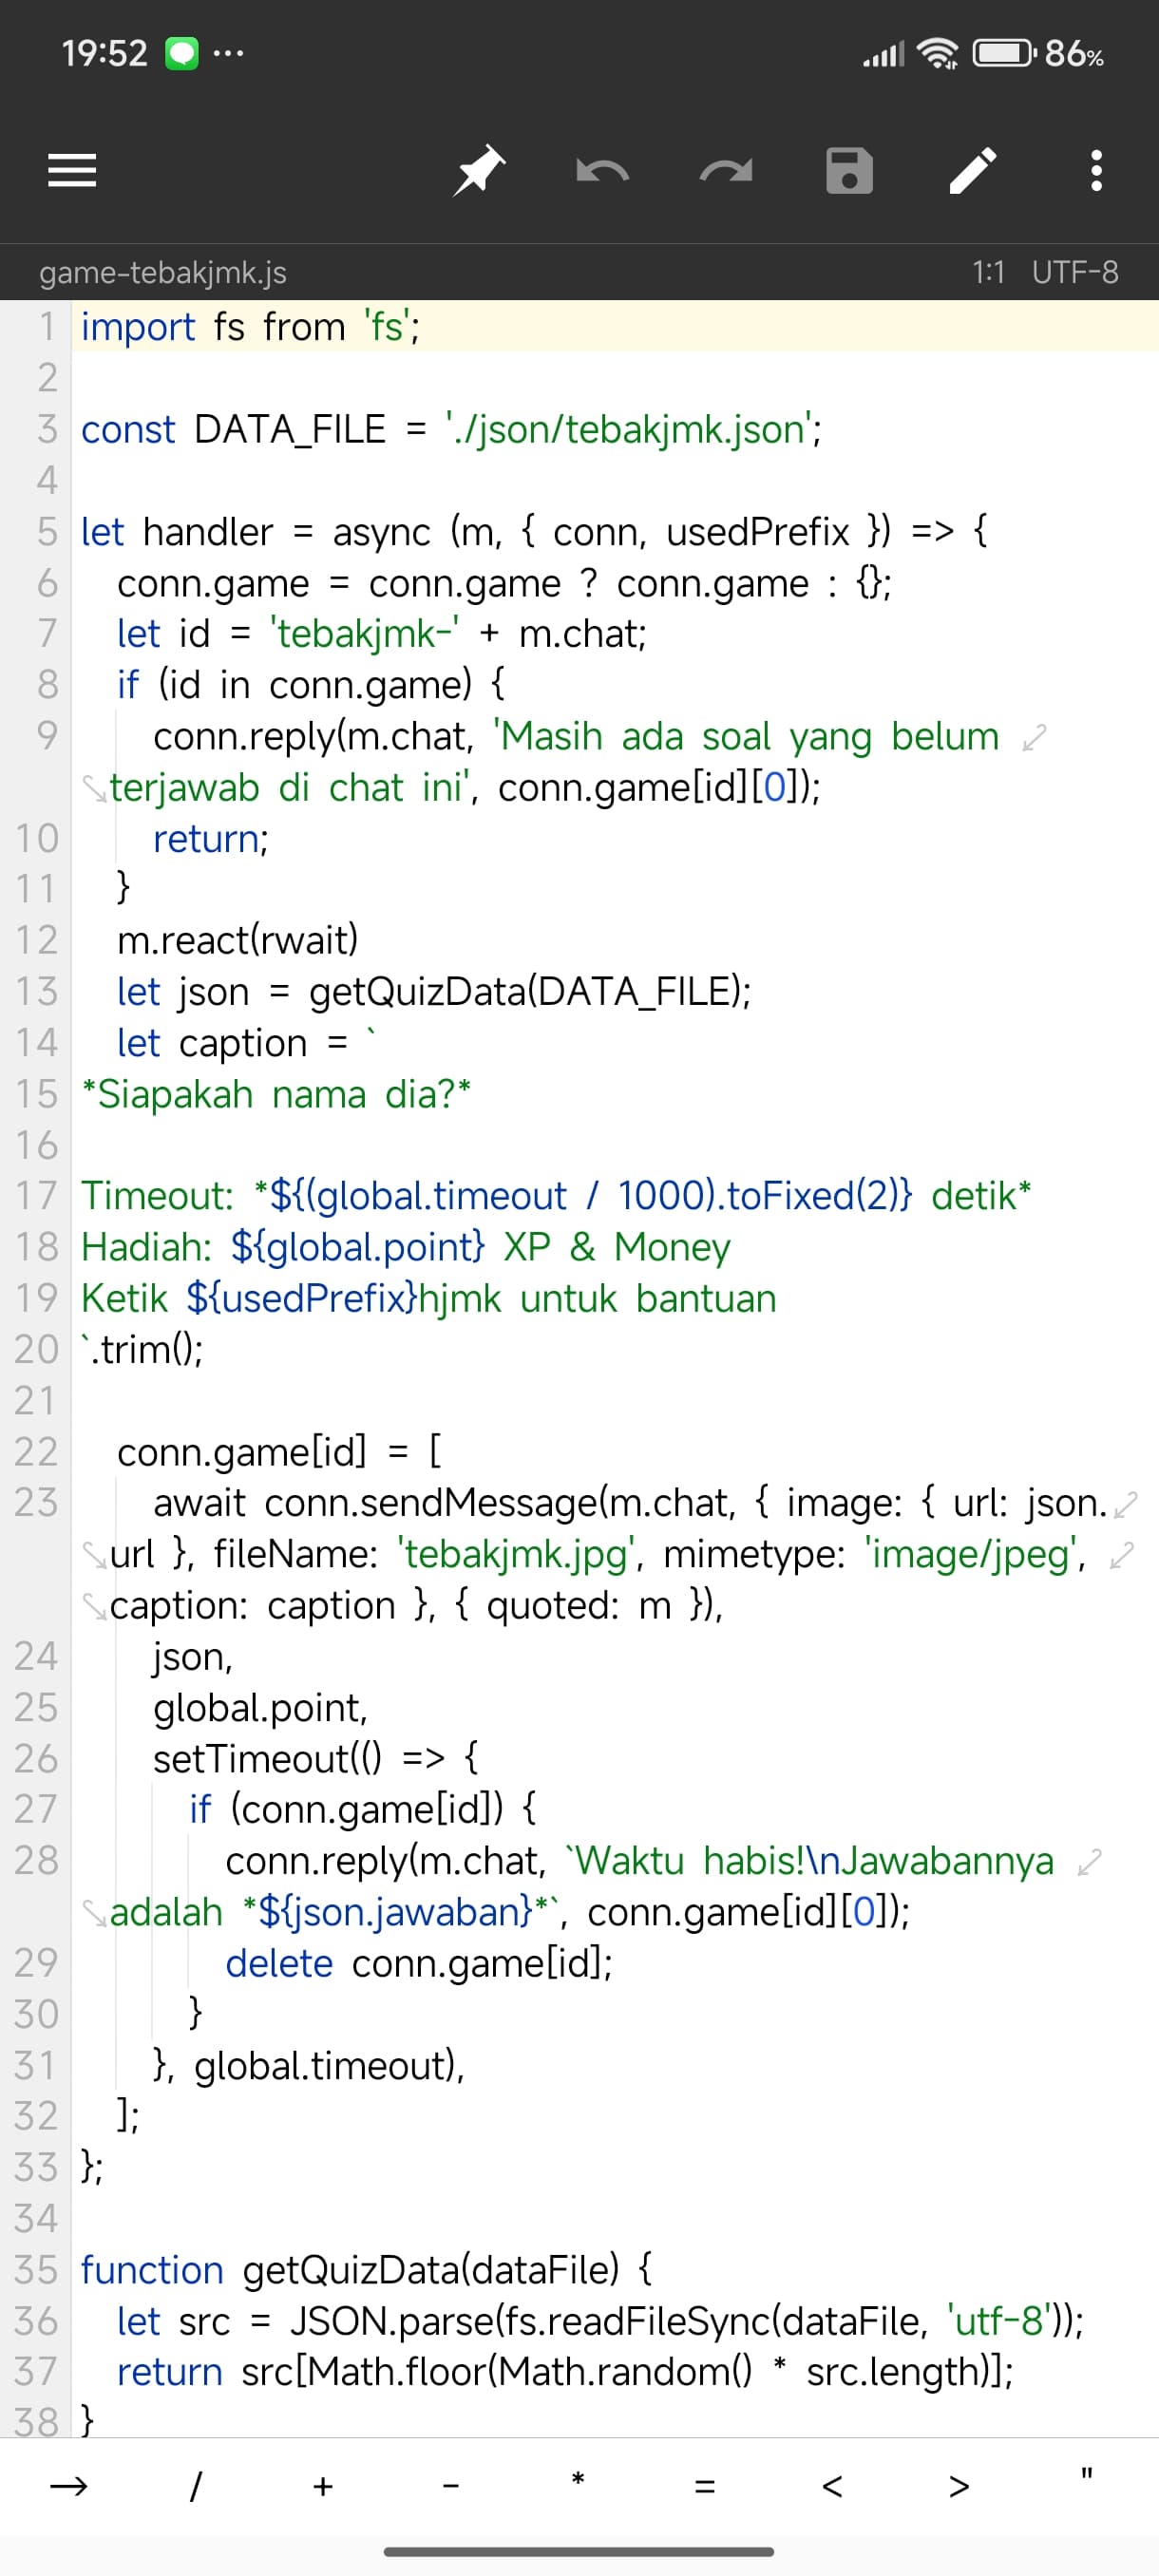 19:52 ... 86%
game-tebakjmk.js 1:1 UTF-8
1 import fs from 'fs';
2
3 const DATA_FILE = './json/tebakjmk.json';
4
5 let handler = async (m, { conn, usedPrefix }) => {
6 conn.game = conn.game ? conn.game : {};
7 let id = 'tebakjmk-' + m.chat;
8 if (id in conn.game) {
9 conn.reply(m.chat, 'Masih ada soal yang belum
terjawab di chat ini', conn.game[id][0]);
10 return;
11 }
12 m.react(rwait)
13 let json = getQuizData(DATA_FILE);
14 let caption = `
15 *Siapakah nama dia?*
16
17 Timeout: *${(global.timeout / 1000).toFixed(2)} detik*
18 Hadiah: ${global.point} XP & Money
19 Ketik ${usedPrefix}hjmk untuk bantuan
20 `.trim();
21
22 conn.game[id] = [
23 await conn.sendMessage(m.chat, { image: { url: json.
url }, fileName: 'tebakjmk.jpg', mimetype: 'image/jpeg',
caption: caption }, { quoted: m }),
24 json,
25 global.point,
26 setTimeout(() => {
27 if (conn.game[id]) {
28 conn.reply(m.chat, `Waktu habis!\nJawabannya
adalah *${json.jawaban}*`, conn.game[id][0]);
29 delete conn.game[id];
30 }
31 }, global.timeout),
32 ];
33 };
34
35 function getQuizData(dataFile) {
36 let src = JSON.parse(fs.readFileSync(dataFile, 'utf-8'));
37 return src[Math.floor(Math.random() * src.length)];
38 }
→ / + - * = < > "